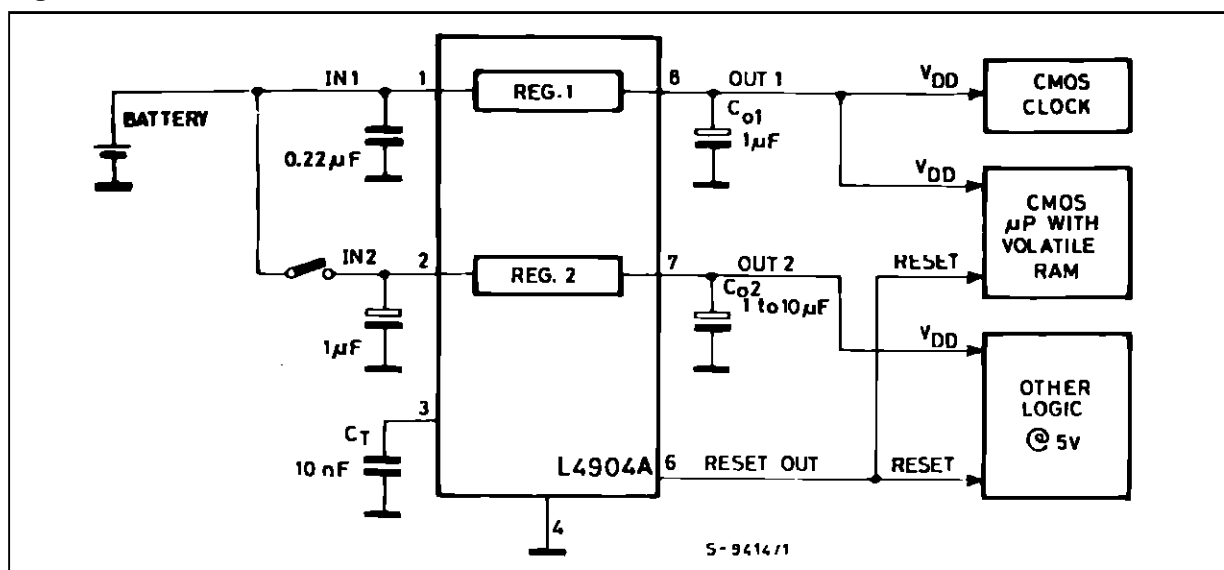 IN1
1
REG. 1
8
OUT 1
VDD
CMOS
CLOCK
BATTERY
0.22µF
Co1
1µF
VDD
CMOS
µP WITH
VOLATILE
RAM
RESET
IN2
2
REG. 2
7
OUT 2
Co2
1 to10µF
1µF
VDD
OTHER
LOGIC
@ 5V
3
CT
10 nF
L4904A
6
RESET OUT
RESET
4
S-9414/1